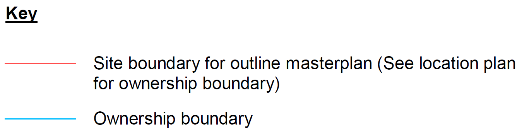 Key
Site boundary for outline masterplan (See location plan
for ownership boundary)
Ownership boundary